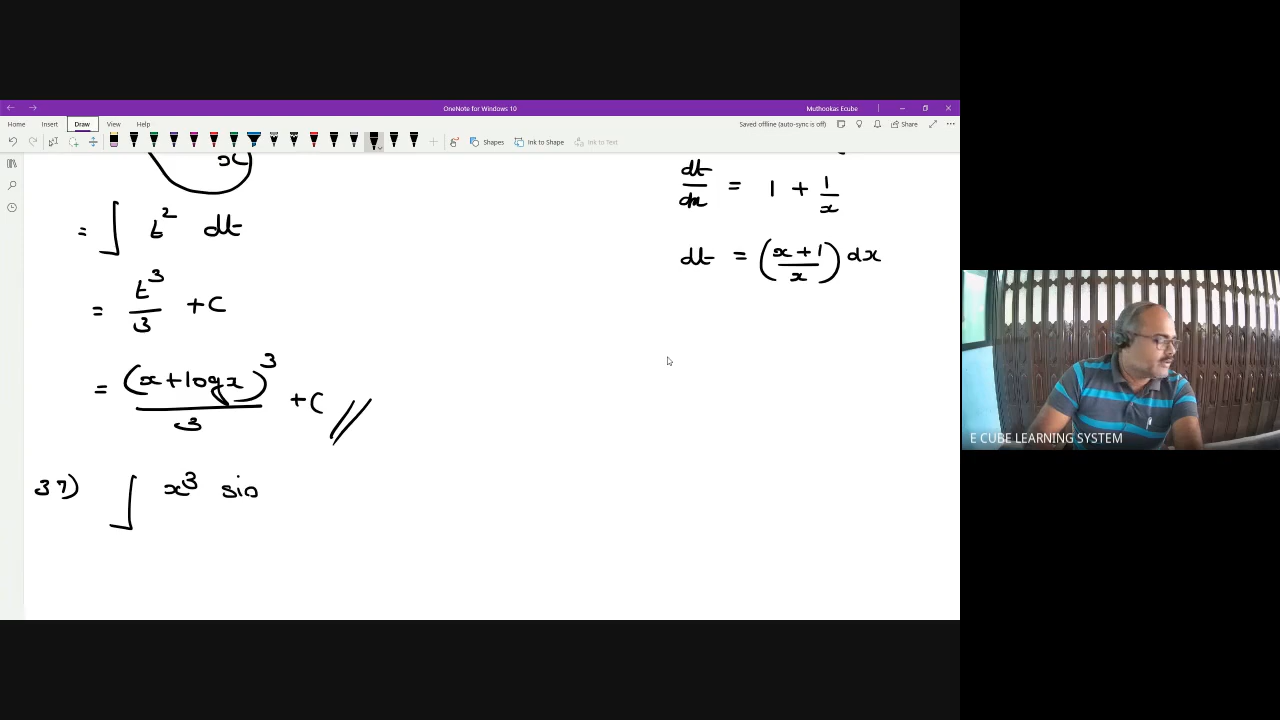 OneNote for Windows 10
Muthookas Ecube
Home Insert Draw View Help
Saved offline (auto-sync is off) Share
Shapes Ink to Shape Ink to Text
x
= ∫ t² dt
= t³/3 + C
= (x + log x)³/3 + C //
37) ∫ x³ sin
dt/dx = 1 + 1/x
dt = (x+1/x) dx
E CUBE LEARNING SYSTEM